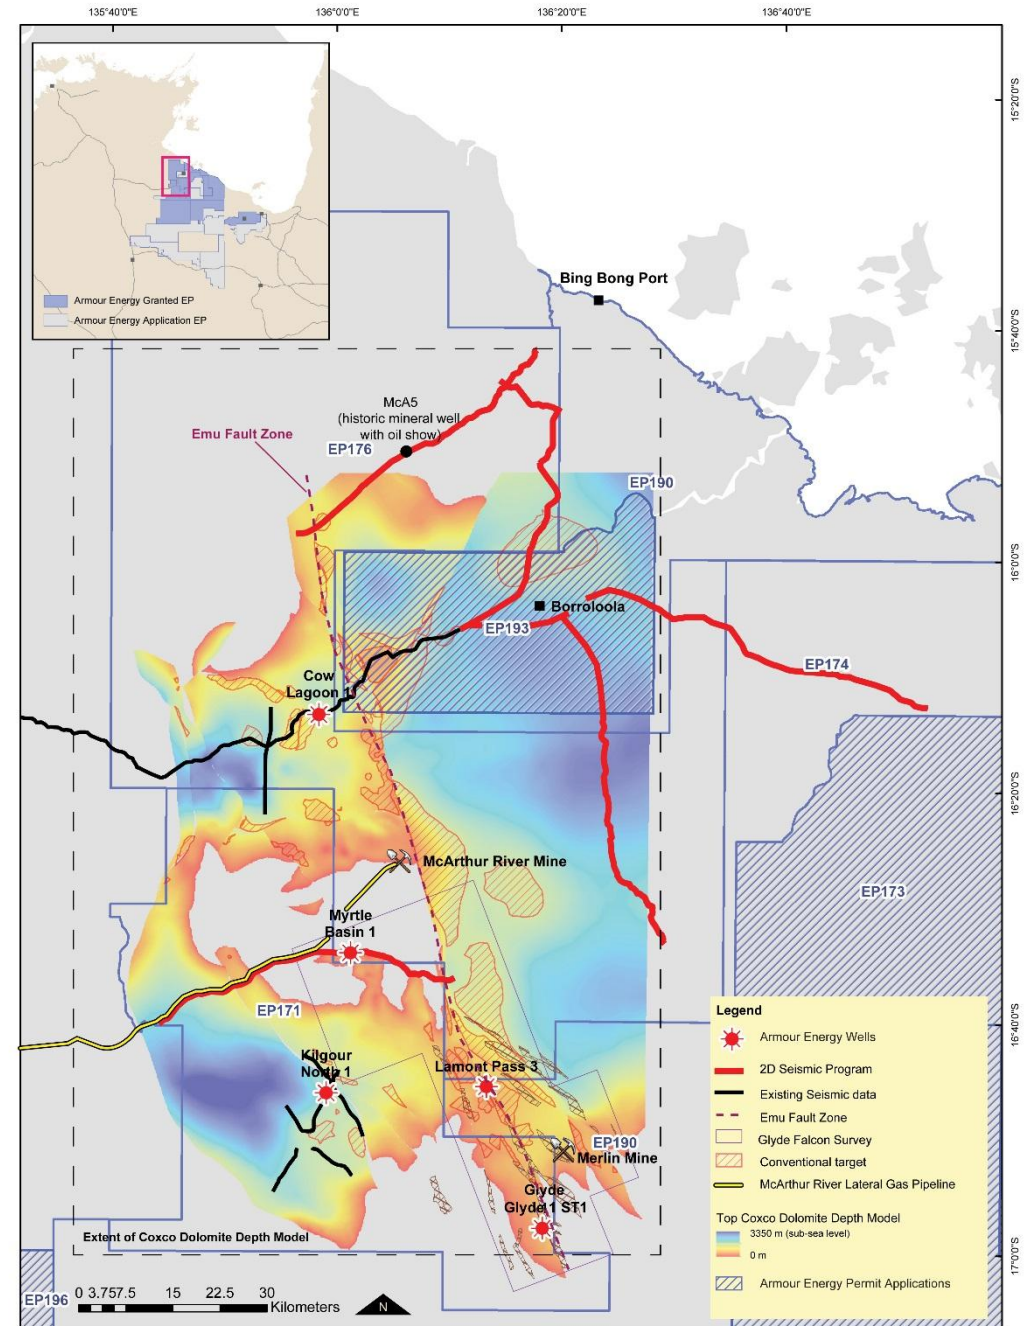 135°40'0"E
136°0'0"E
136°20'0"E
136°40'0"E
15°20'0"S
15°40'0"S
16°0'0"S
16°20'0"S
16°40'0"S
17°0'0"S
Armour Energy Granted EP
Armour Energy Application EP
Bing Bong Port
McA5
(historic mineral well
with oil show)
Emu Fault Zone
EP176
EP190
Borroloola
EP193
EP174
Cow
Lagoon 1
McArthur River Mine
EP173
Myrtle
Basin 1
EP171
Kilgour
North 1
Lamont Pass 3
EP190
Merlin Mine
Glyde
Glyde 1 ST1
Extent of Coxco Dolomite Depth Model
EP196
0 3.75 7.5 15 22.5 30
Kilometers
N
Legend
Armour Energy Wells
2D Seismic Program
Existing Seismic data
Emu Fault Zone
Glyde Falcon Survey
Conventional target
McArthur River Lateral Gas Pipeline
Top Coxco Dolomite Depth Model
3350 m (sub-sea level)
0 m
Armour Energy Permit Applications